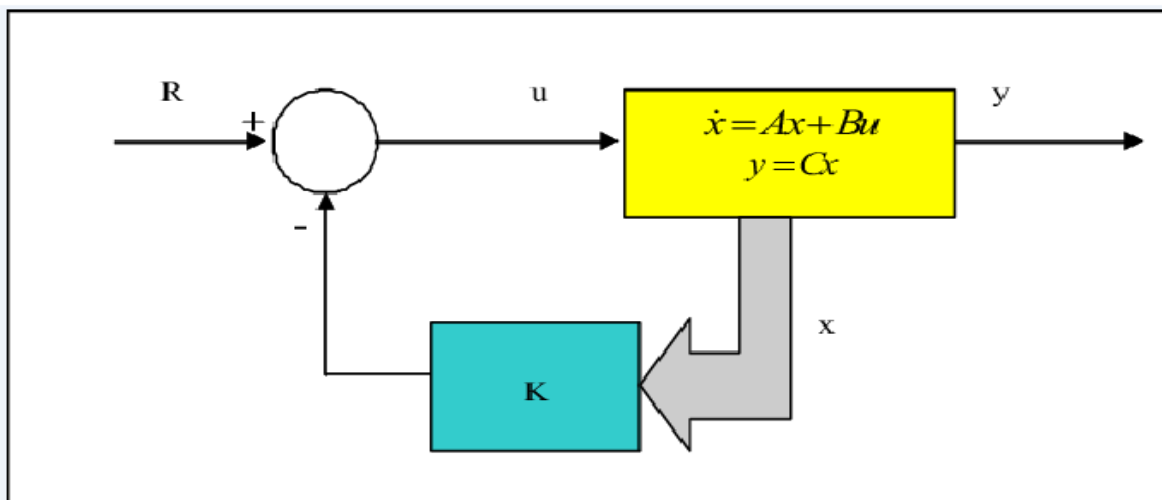 R
u
y
+
ẋ = Ax + Bu
y = Cx
-
x
K